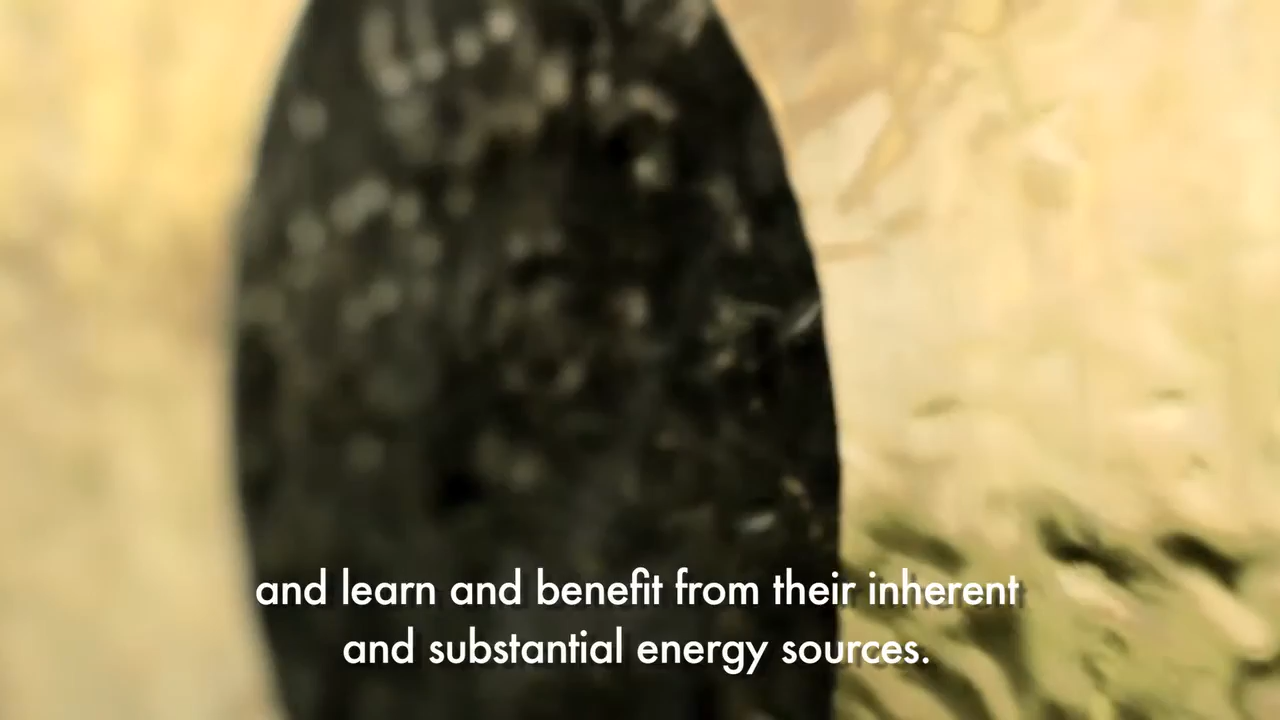 and learn and benefit from their inherent
and substantial energy sources.